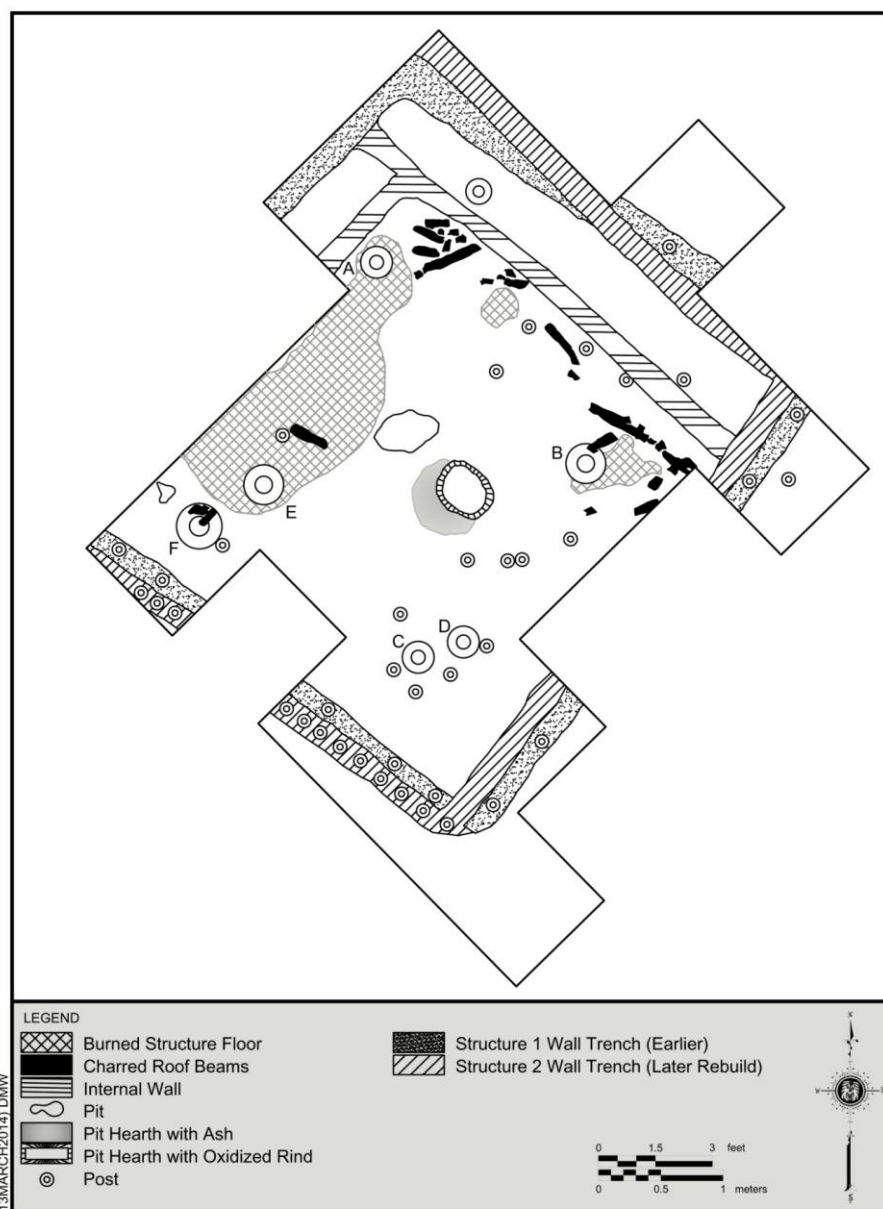 A
B
E
F
D
C
LEGEND
Burned Structure Floor
Charred Roof Beams
Internal Wall
Pit
Pit Hearth with Ash
Pit Hearth with Oxidized Rind
Post
Structure 1 Wall Trench (Earlier)
Structure 2 Wall Trench (Later Rebuild)
0 1.5 3 feet
0 0.5 1 meters
N
W
S
13MARCH2014) DMW